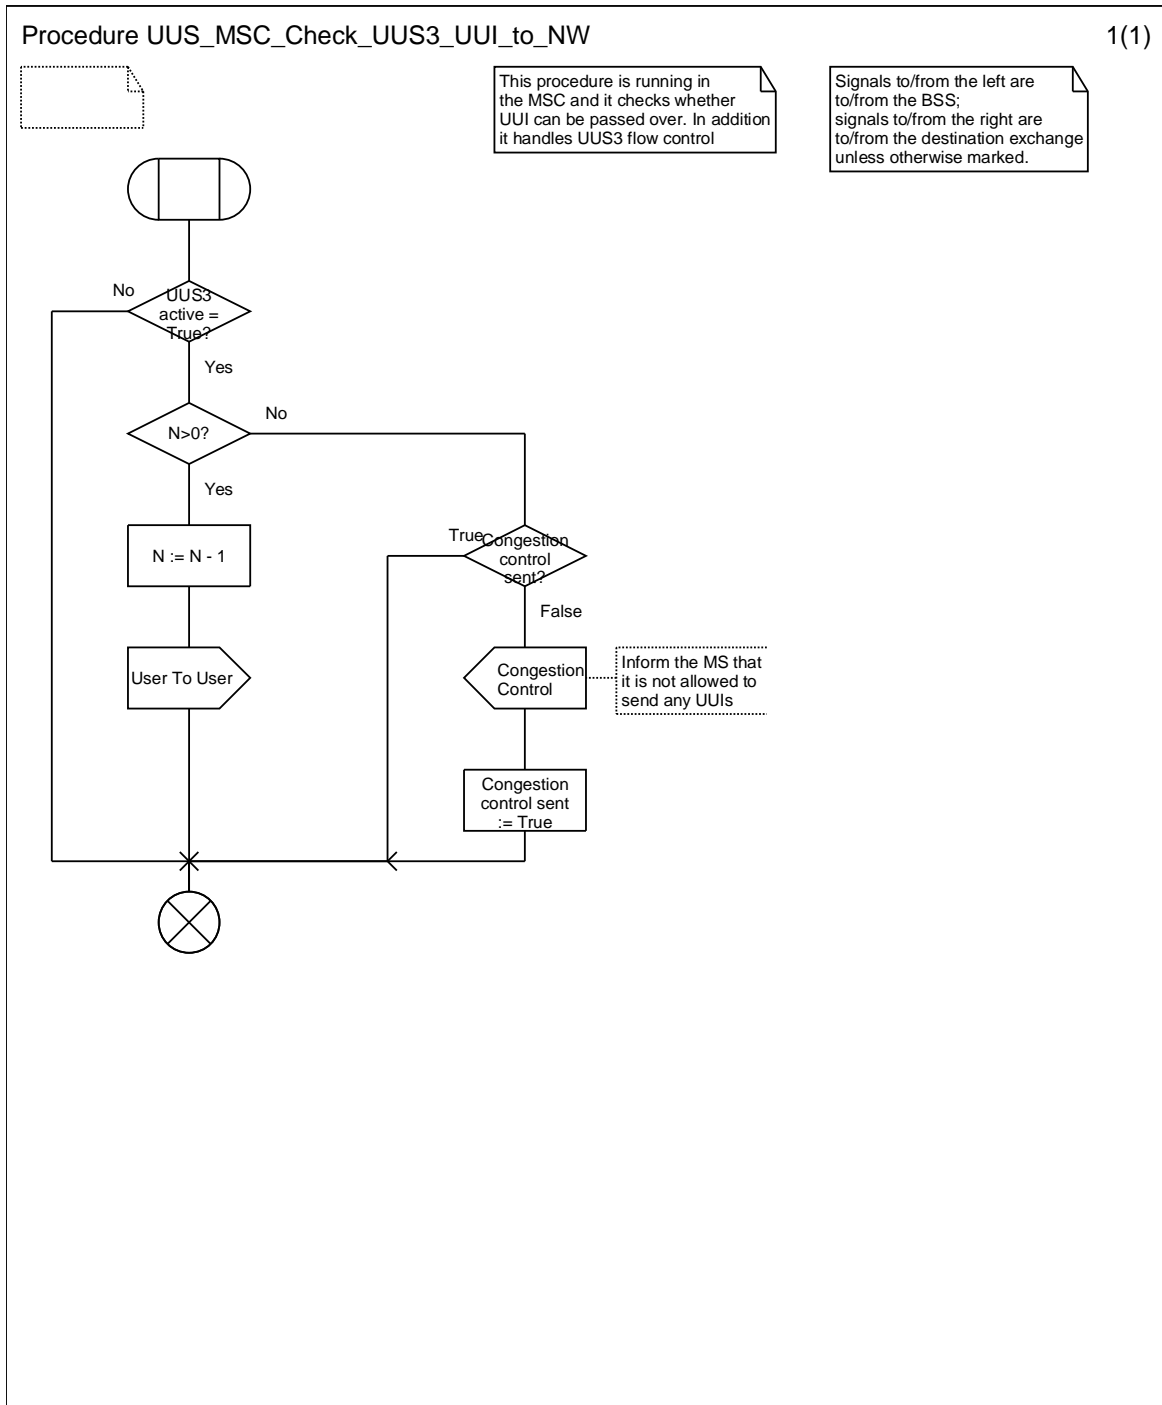 Procedure UUS_MSC_Check_UUS3_UUI_to_NW
1(1)
This procedure is running in
the MSC and it checks whether
UUI can be passed over. In addition
it handles UUS3 flow control
Signals to/from the left are
to/from the BSS;
signals to/from the right are
to/from the destination exchange
unless otherwise marked.
No
UUS3
active =
True?
Yes
No
N>0?
Yes
N := N - 1
True
Congestion
control
sent?
False
User To User
Congestion
Control
Inform the MS that
it is not allowed to
send any UUIs
Congestion
control sent
:= True